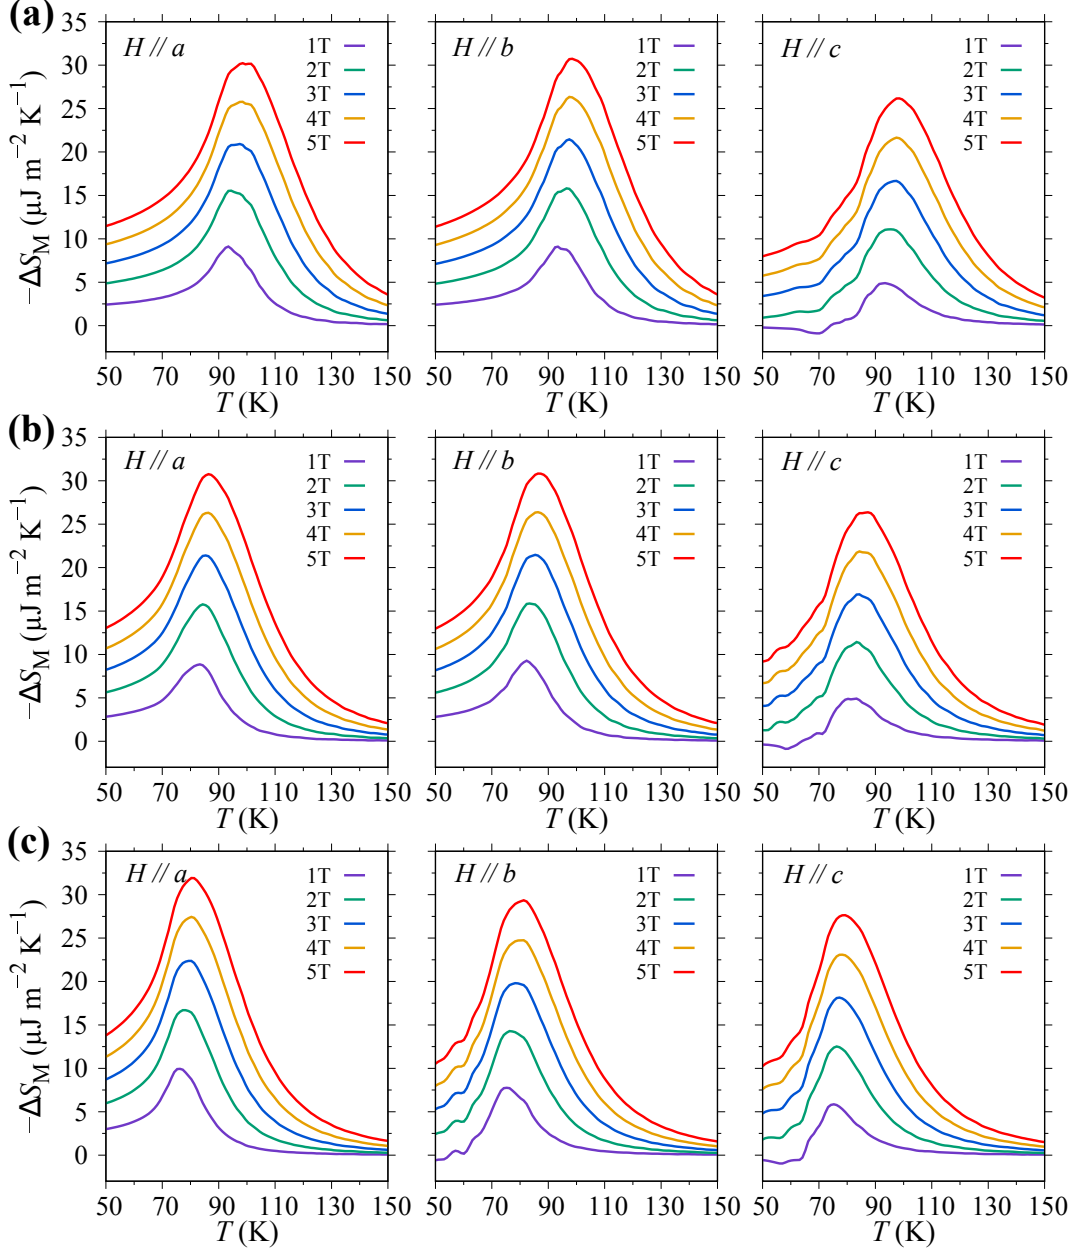 (a)
−ΔS_M (μJ m⁻² K⁻¹)
35
30
25
20
15
10
5
0
H // a
1T
2T
3T
4T
5T
50 70 90 110 130 150
T (K)
H // b
1T
2T
3T
4T
5T
50 70 90 110 130 150
T (K)
H // c
1T
2T
3T
4T
5T
50 70 90 110 130 150
T (K)
(b)
−ΔS_M (μJ m⁻² K⁻¹)
35
30
25
20
15
10
5
0
H // a
1T
2T
3T
4T
5T
50 70 90 110 130 150
T (K)
H // b
1T
2T
3T
4T
5T
50 70 90 110 130 150
T (K)
H // c
1T
2T
3T
4T
5T
50 70 90 110 130 150
T (K)
(c)
−ΔS_M (μJ m⁻² K⁻¹)
35
30
25
20
15
10
5
0
H // a
1T
2T
3T
4T
5T
50 70 90 110 130 150
T (K)
H // b
1T
2T
3T
4T
5T
50 70 90 110 130 150
T (K)
H // c
1T
2T
3T
4T
5T
50 70 90 110 130 150
T (K)